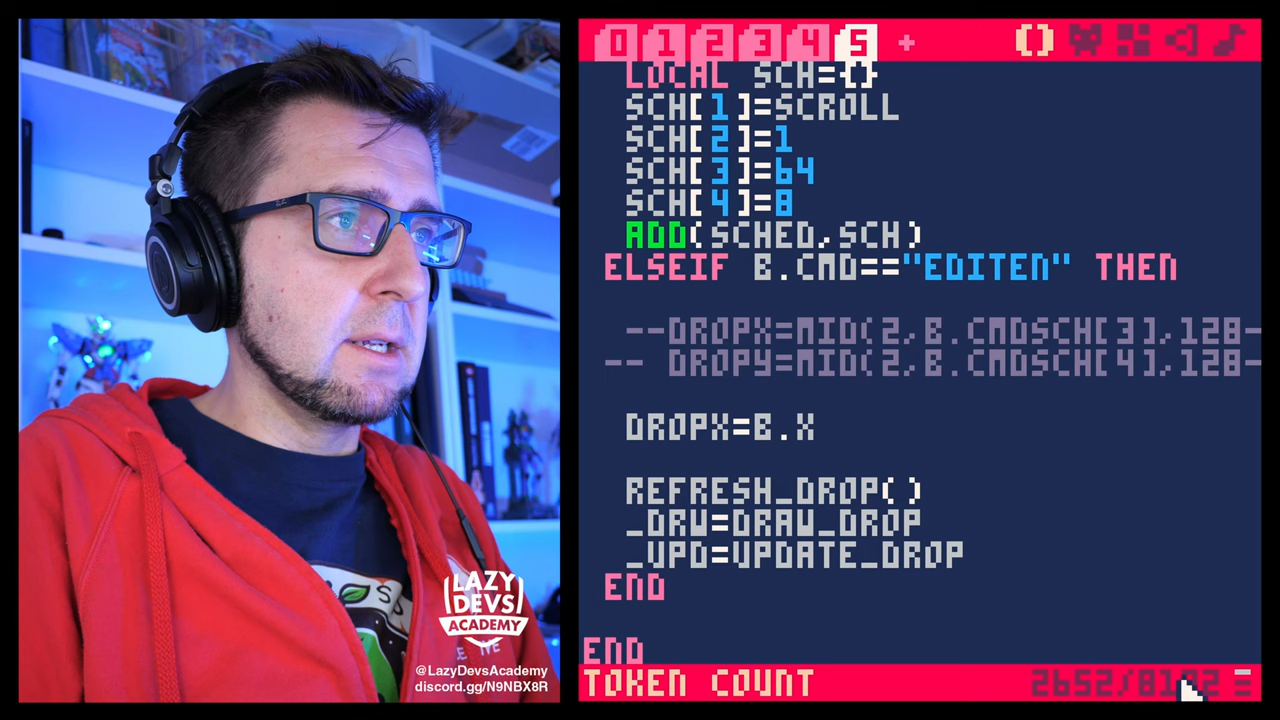 0 1 2 3 4 5 +
LOCAL SCH={}
SCH[1]=SCROLL
SCH[2]=1
SCH[3]=64
SCH[4]=8
ADD(SCHED,SCH)
ELSEIF B.CMD=="EDITEN" THEN
--DROPX=MID(2,B.CMDSCH[3],128-
-- DROPY=MID(2,B.CMDSCH[4],128-
DROPX=B.X
REFRESH_DROP()
_DRW=DRAW_DROP
_UPD=UPDATE_DROP
END
END
TOKEN COUNT 2652/8192
LAZY
DEVS
ACADEMY
@LazyDevsAcademy
discord.gg/N9NBX8R